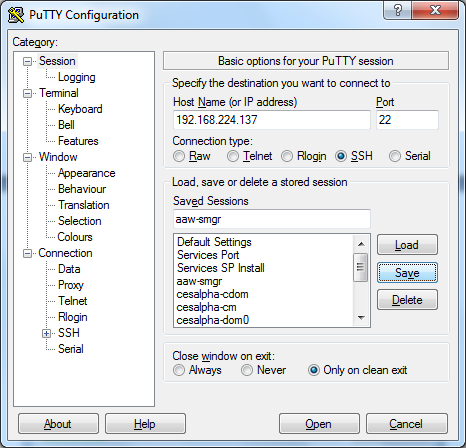 PuTTY Configuration
Category:
Session
Logging
Terminal
Keyboard
Bell
Features
Window
Appearance
Behaviour
Translation
Selection
Colours
Connection
Data
Proxy
Telnet
Rlogin
SSH
Serial
Basic options for your PuTTY session
Specify the destination you want to connect to
Host Name (or IP address) Port
192.168.224.137 22
Connection type:
Raw Telnet Rlogin SSH Serial
Load, save or delete a stored session
Saved Sessions
aaw-smgr
Default Settings
Services Port
Services SP Install
aaw-smgr
cesalpha-cdom
cesalpha-cm
cesalpha-dom0
Load
Save
Delete
Close window on exit:
Always Never Only on clean exit
About Help Open Cancel